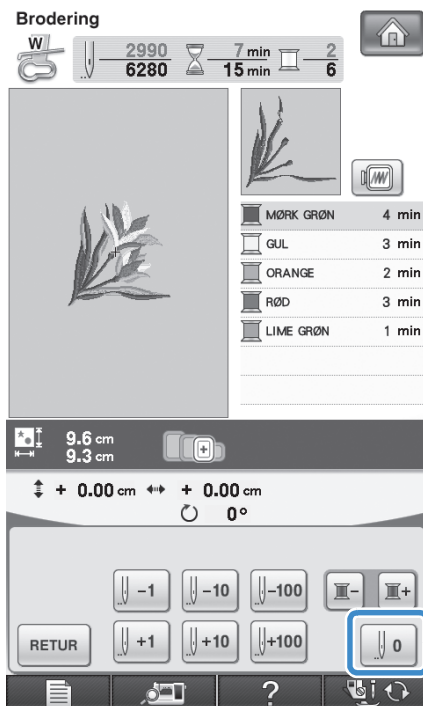 Brodering
W
2990 7 min 2
6280 15 min 6
MØRK GRØN 4 min
GUL 3 min
ORANGE 2 min
RØD 3 min
LIME GRØN 1 min
9.6 cm
9.3 cm
+ 0.00 cm + 0.00 cm
0°
-1 -10 -100 - +
RETUR +1 +10 +100 0
?